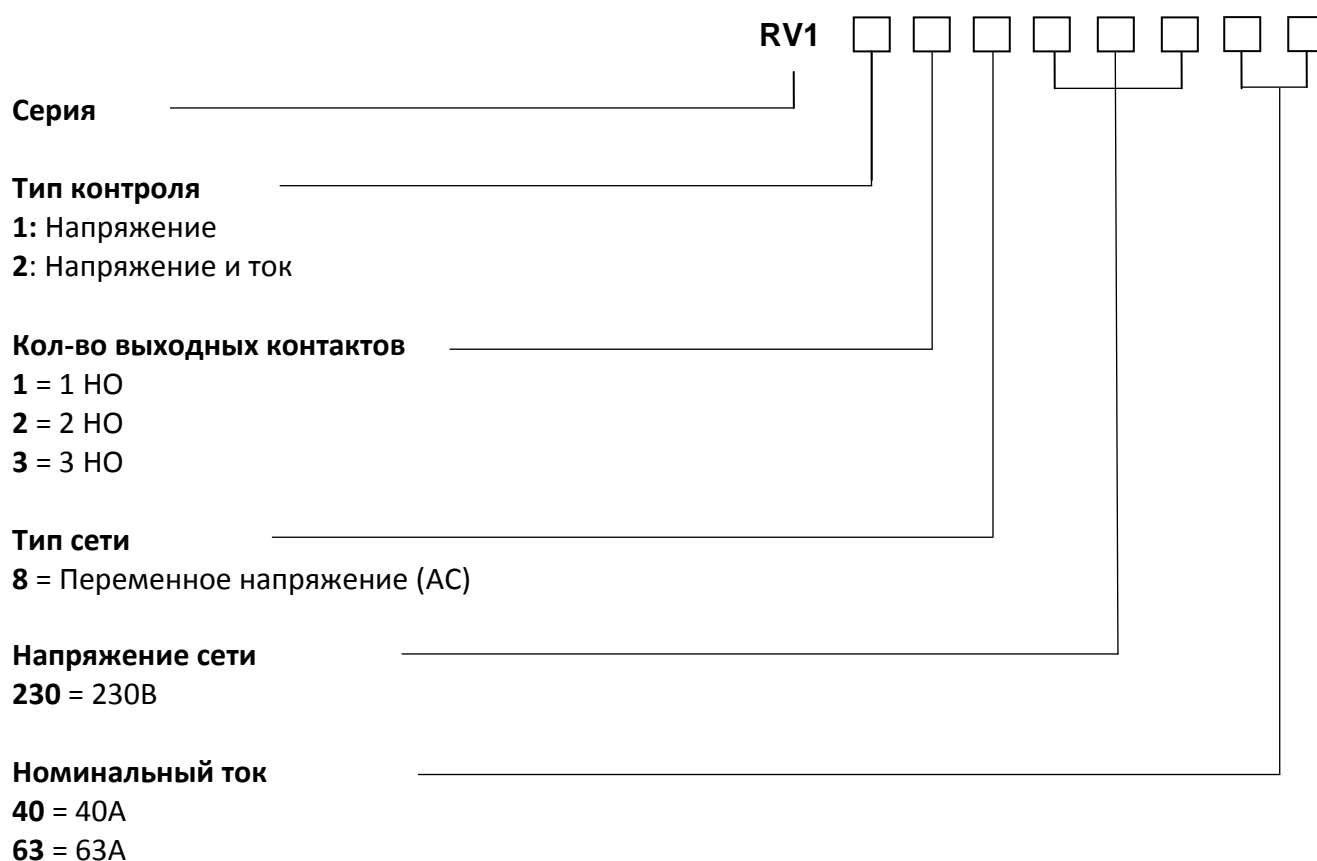 RV1
Серия
Тип контроля
1: Напряжение
2: Напряжение и ток
Кол-во выходных контактов
1 = 1 НО
2 = 2 НО
3 = 3 НО
Тип сети
8 = Переменное напряжение (АС)
Напряжение сети
230 = 230В
Номинальный ток
40 = 40А
63 = 63А